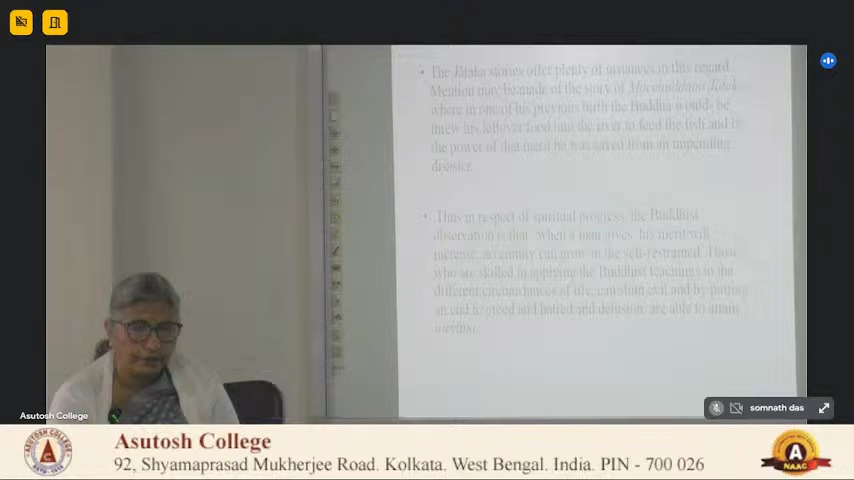 • The Jātaka stories offer plenty of instances in this regard.
Mention may be made of the story of
where in one of his previous birth the Buddha would be
threw his leftover food into the river to feed the fish and by
the power of that merit he was saved from an impending
disaster.
• Thus in respect of spiritual progress, the Buddhist
observation is that when a man gives, his merit will
increase, no enmity can grow in the self-restrained. Those
who are skilled in applying the Buddhist teachings in the
different circumstances of life, can shun evil and by putting
an end to greed and hatred and delusion, are able to attain
Asutosh College
somnath das
Asutosh College
92, Shyamaprasad Mukherjee Road. Kolkata. West Bengal. India. PIN - 700 026
ASUTOSH COLLEGE
A
NAAC